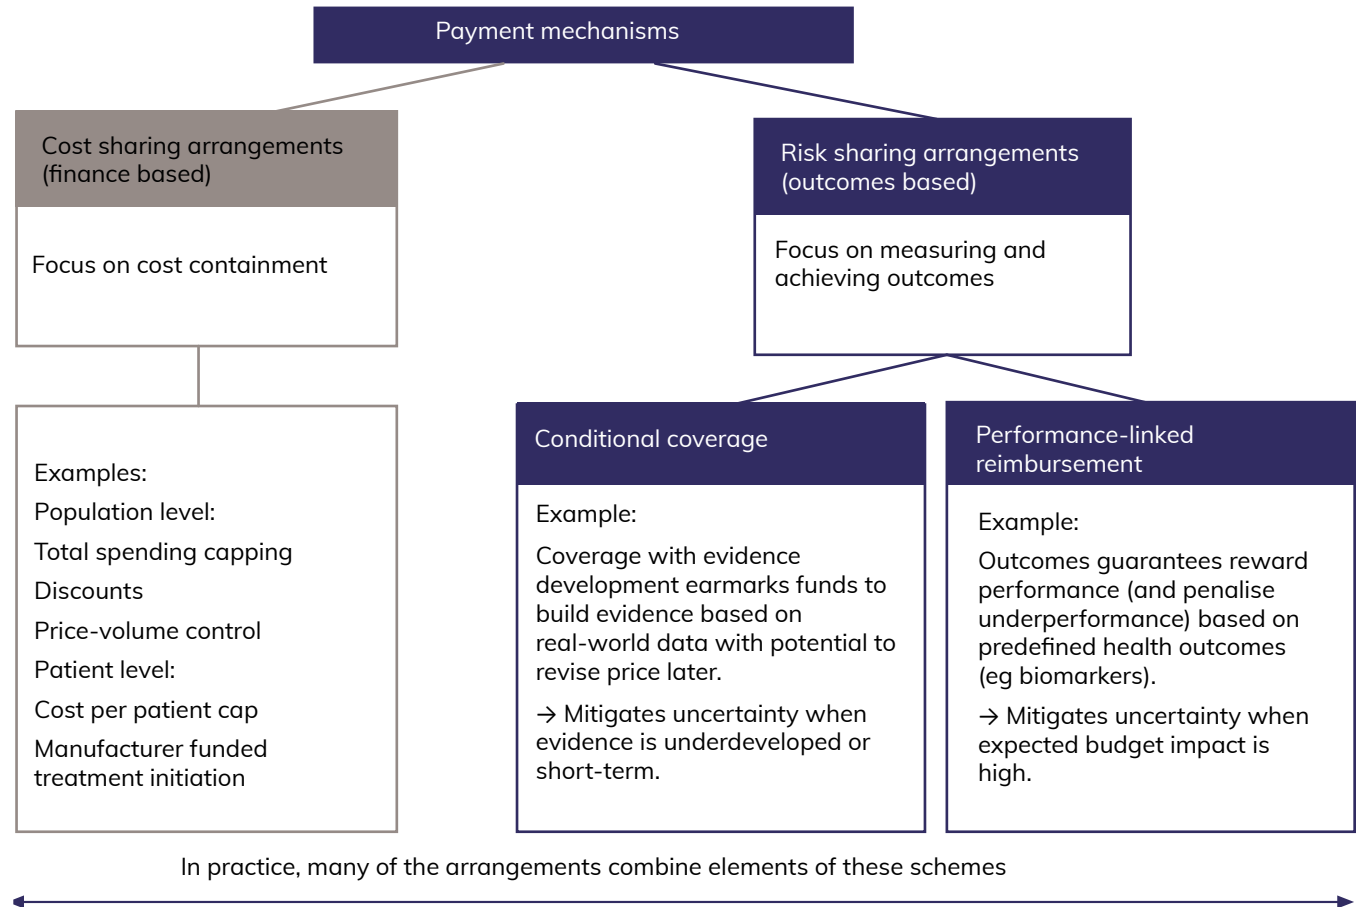 Payment mechanisms
Cost sharing arrangements
(finance based)
Focus on cost containment
Risk sharing arrangements
(outcomes based)
Focus on measuring and
achieving outcomes
Examples:
Population level:
Total spending capping
Discounts
Price-volume control
Patient level:
Cost per patient cap
Manufacturer funded
treatment initiation
Conditional coverage
Example:
Coverage with evidence
development earmarks funds to
build evidence based on
real-world data with potential to
revise price later.
→ Mitigates uncertainty when
evidence is underdeveloped or
short-term.
Performance-linked
reimbursement
Example:
Outcomes guarantees reward
performance (and penalise
underperformance) based on
predefined health outcomes
(eg biomarkers).
→ Mitigates uncertainty when
expected budget impact is
high.
In practice, many of the arrangements combine elements of these schemes